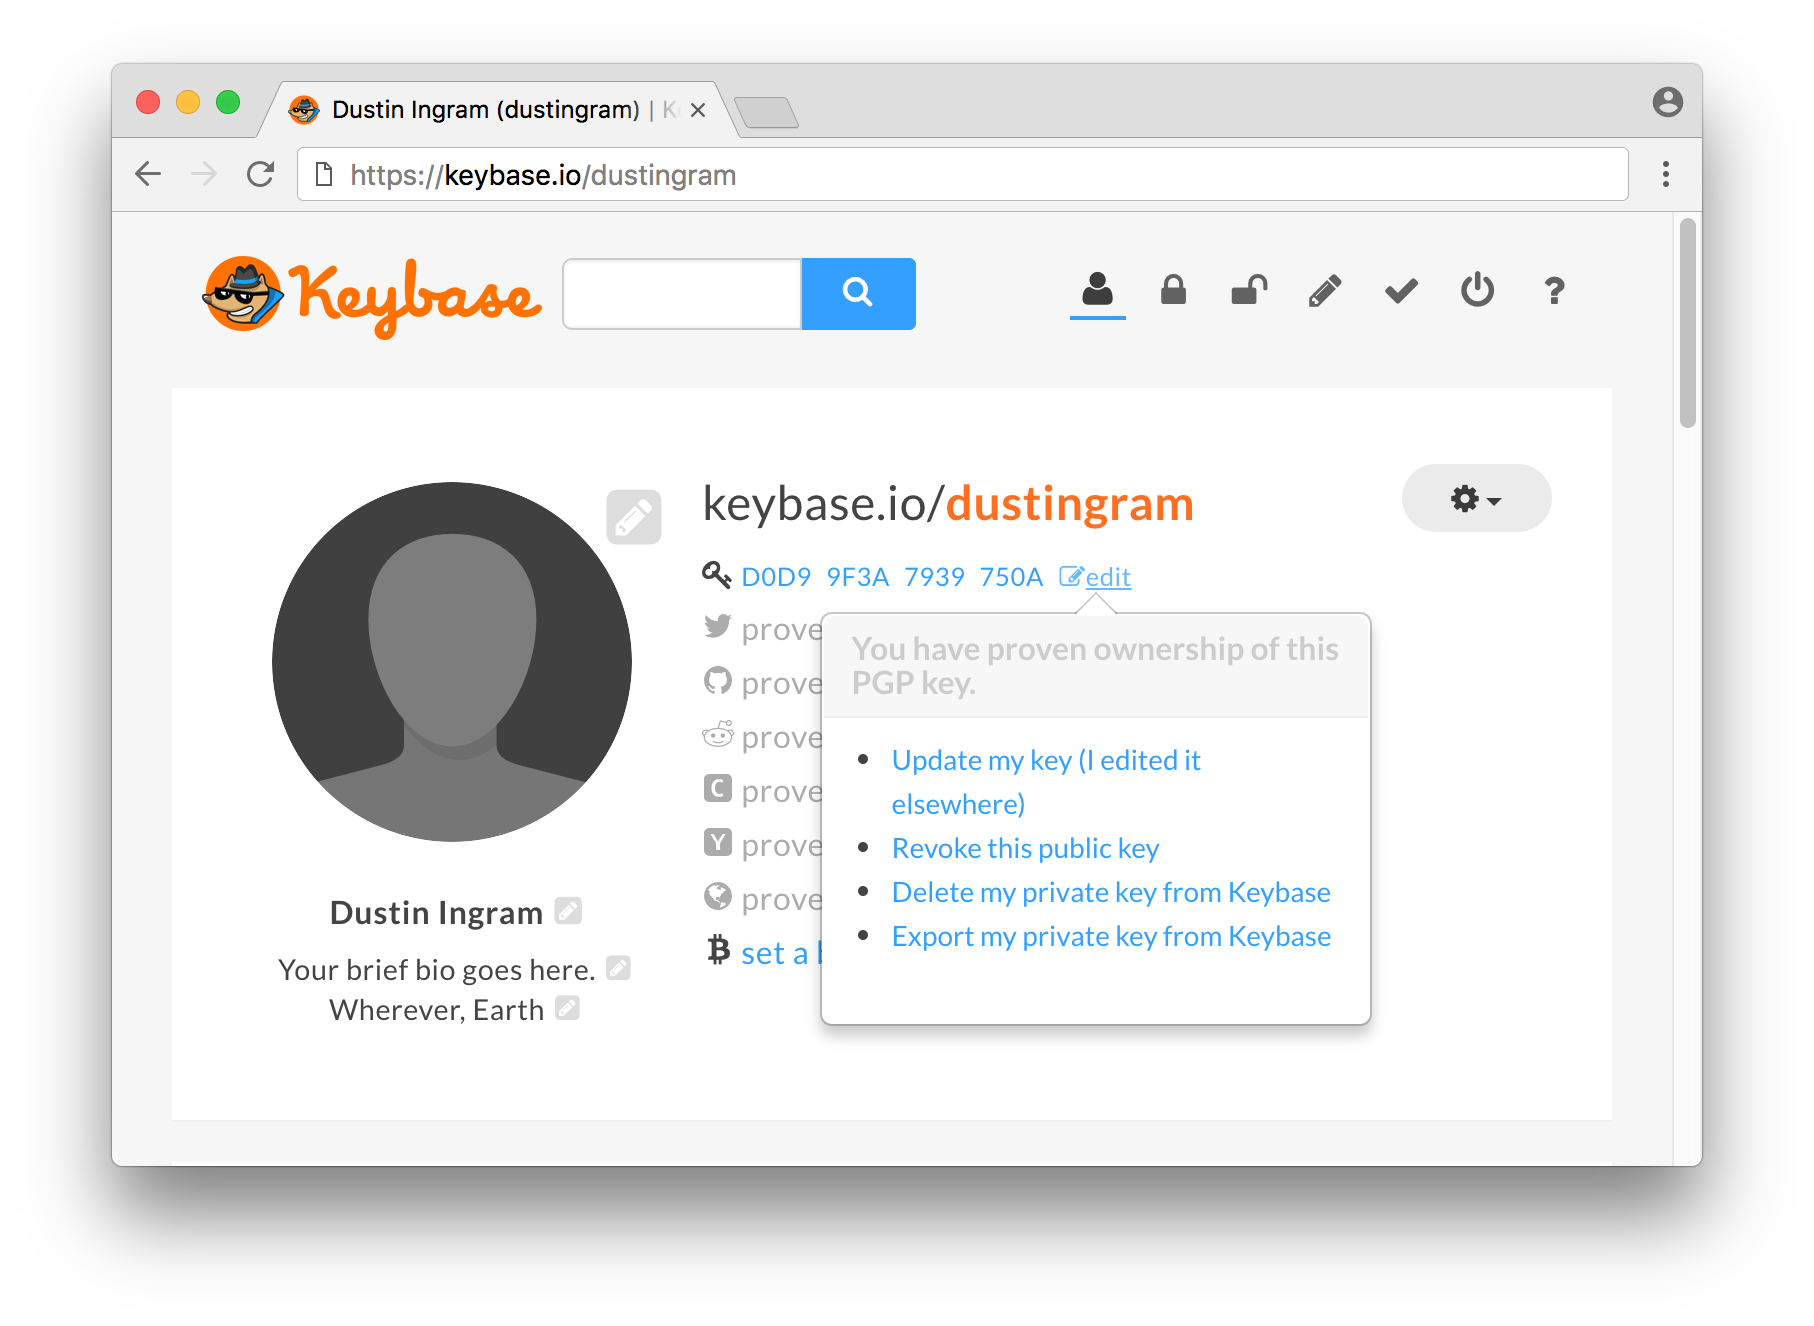 Dustin Ingram (dustingram) |
https://keybase.io/dustingram
Keybase
keybase.io/dustingram
D0D9 9F3A 7939 750A edit
prove
prove
prove
C prove
Y prove
prove
set a
You have proven ownership of this
PGP key.
Update my key (I edited it
elsewhere)
Revoke this public key
Delete my private key from Keybase
Export my private key from Keybase
Dustin Ingram
Your brief bio goes here.
Wherever, Earth